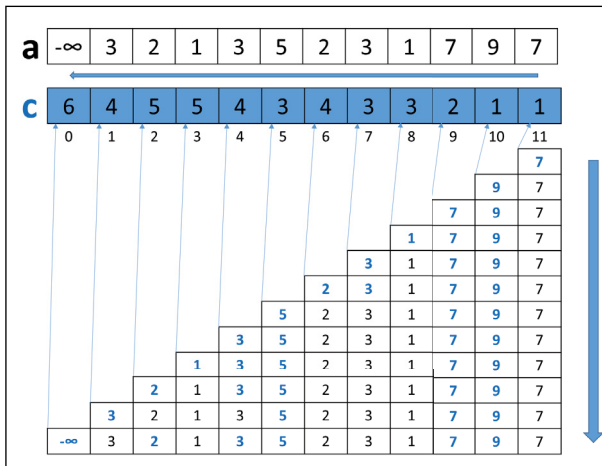 a -∞ 3 2 1 3 5 2 3 1 7 9 7
c 6 4 5 5 4 3 4 3 3 2 1 1
0 1 2 3 4 5 6 7 8 9 10 11
7
9 7
7 9 7
1 7 9 7
3 1 7 9 7
2 3 1 7 9 7
5 2 3 1 7 9 7
3 5 2 3 1 7 9 7
1 3 5 2 3 1 7 9 7
2 1 3 5 2 3 1 7 9 7
3 2 1 3 5 2 3 1 7 9 7
-∞ 3 2 1 3 5 2 3 1 7 9 7